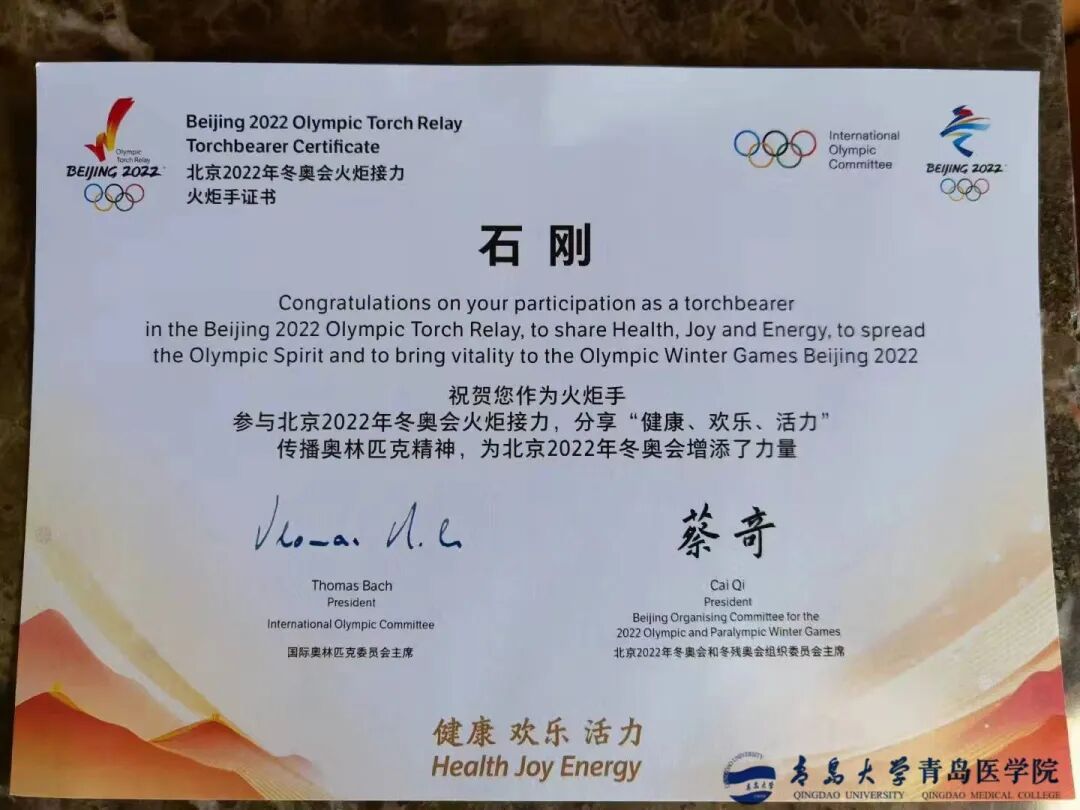 Beijing 2022 Olympic Torch Relay
Torchbearer Certificate
北京2022年冬奥会火炬接力
火炬手证书
Olympic
Torch Relay
BEIJING 2022
International
Olympic
Committee
BEIJING 2022
石 刚
Congratulations on your participation as a torchbearer
in the Beijing 2022 Olympic Torch Relay, to share Health, Joy and Energy, to spread
the Olympic Spirit and to bring vitality to the Olympic Winter Games Beijing 2022
祝贺您作为火炬手
参与北京2022年冬奥会火炬接力，分享“健康、欢乐、活力”
传播奥林匹克精神，为北京2022年冬奥会增添了力量
蔡奇
Thomas Bach
President
International Olympic Committee
国际奥林匹克委员会主席
Cai Qi
President
Beijing Organising Committee for the
2022 Olympic and Paralympic Winter Games
北京2022年冬奥会和冬残奥会组织委员会主席
健康 欢乐 活力
Health Joy Energy
青岛大学青岛医学院
QINGDAO UNIVERSITY QINGDAO MEDICAL COLLEGE